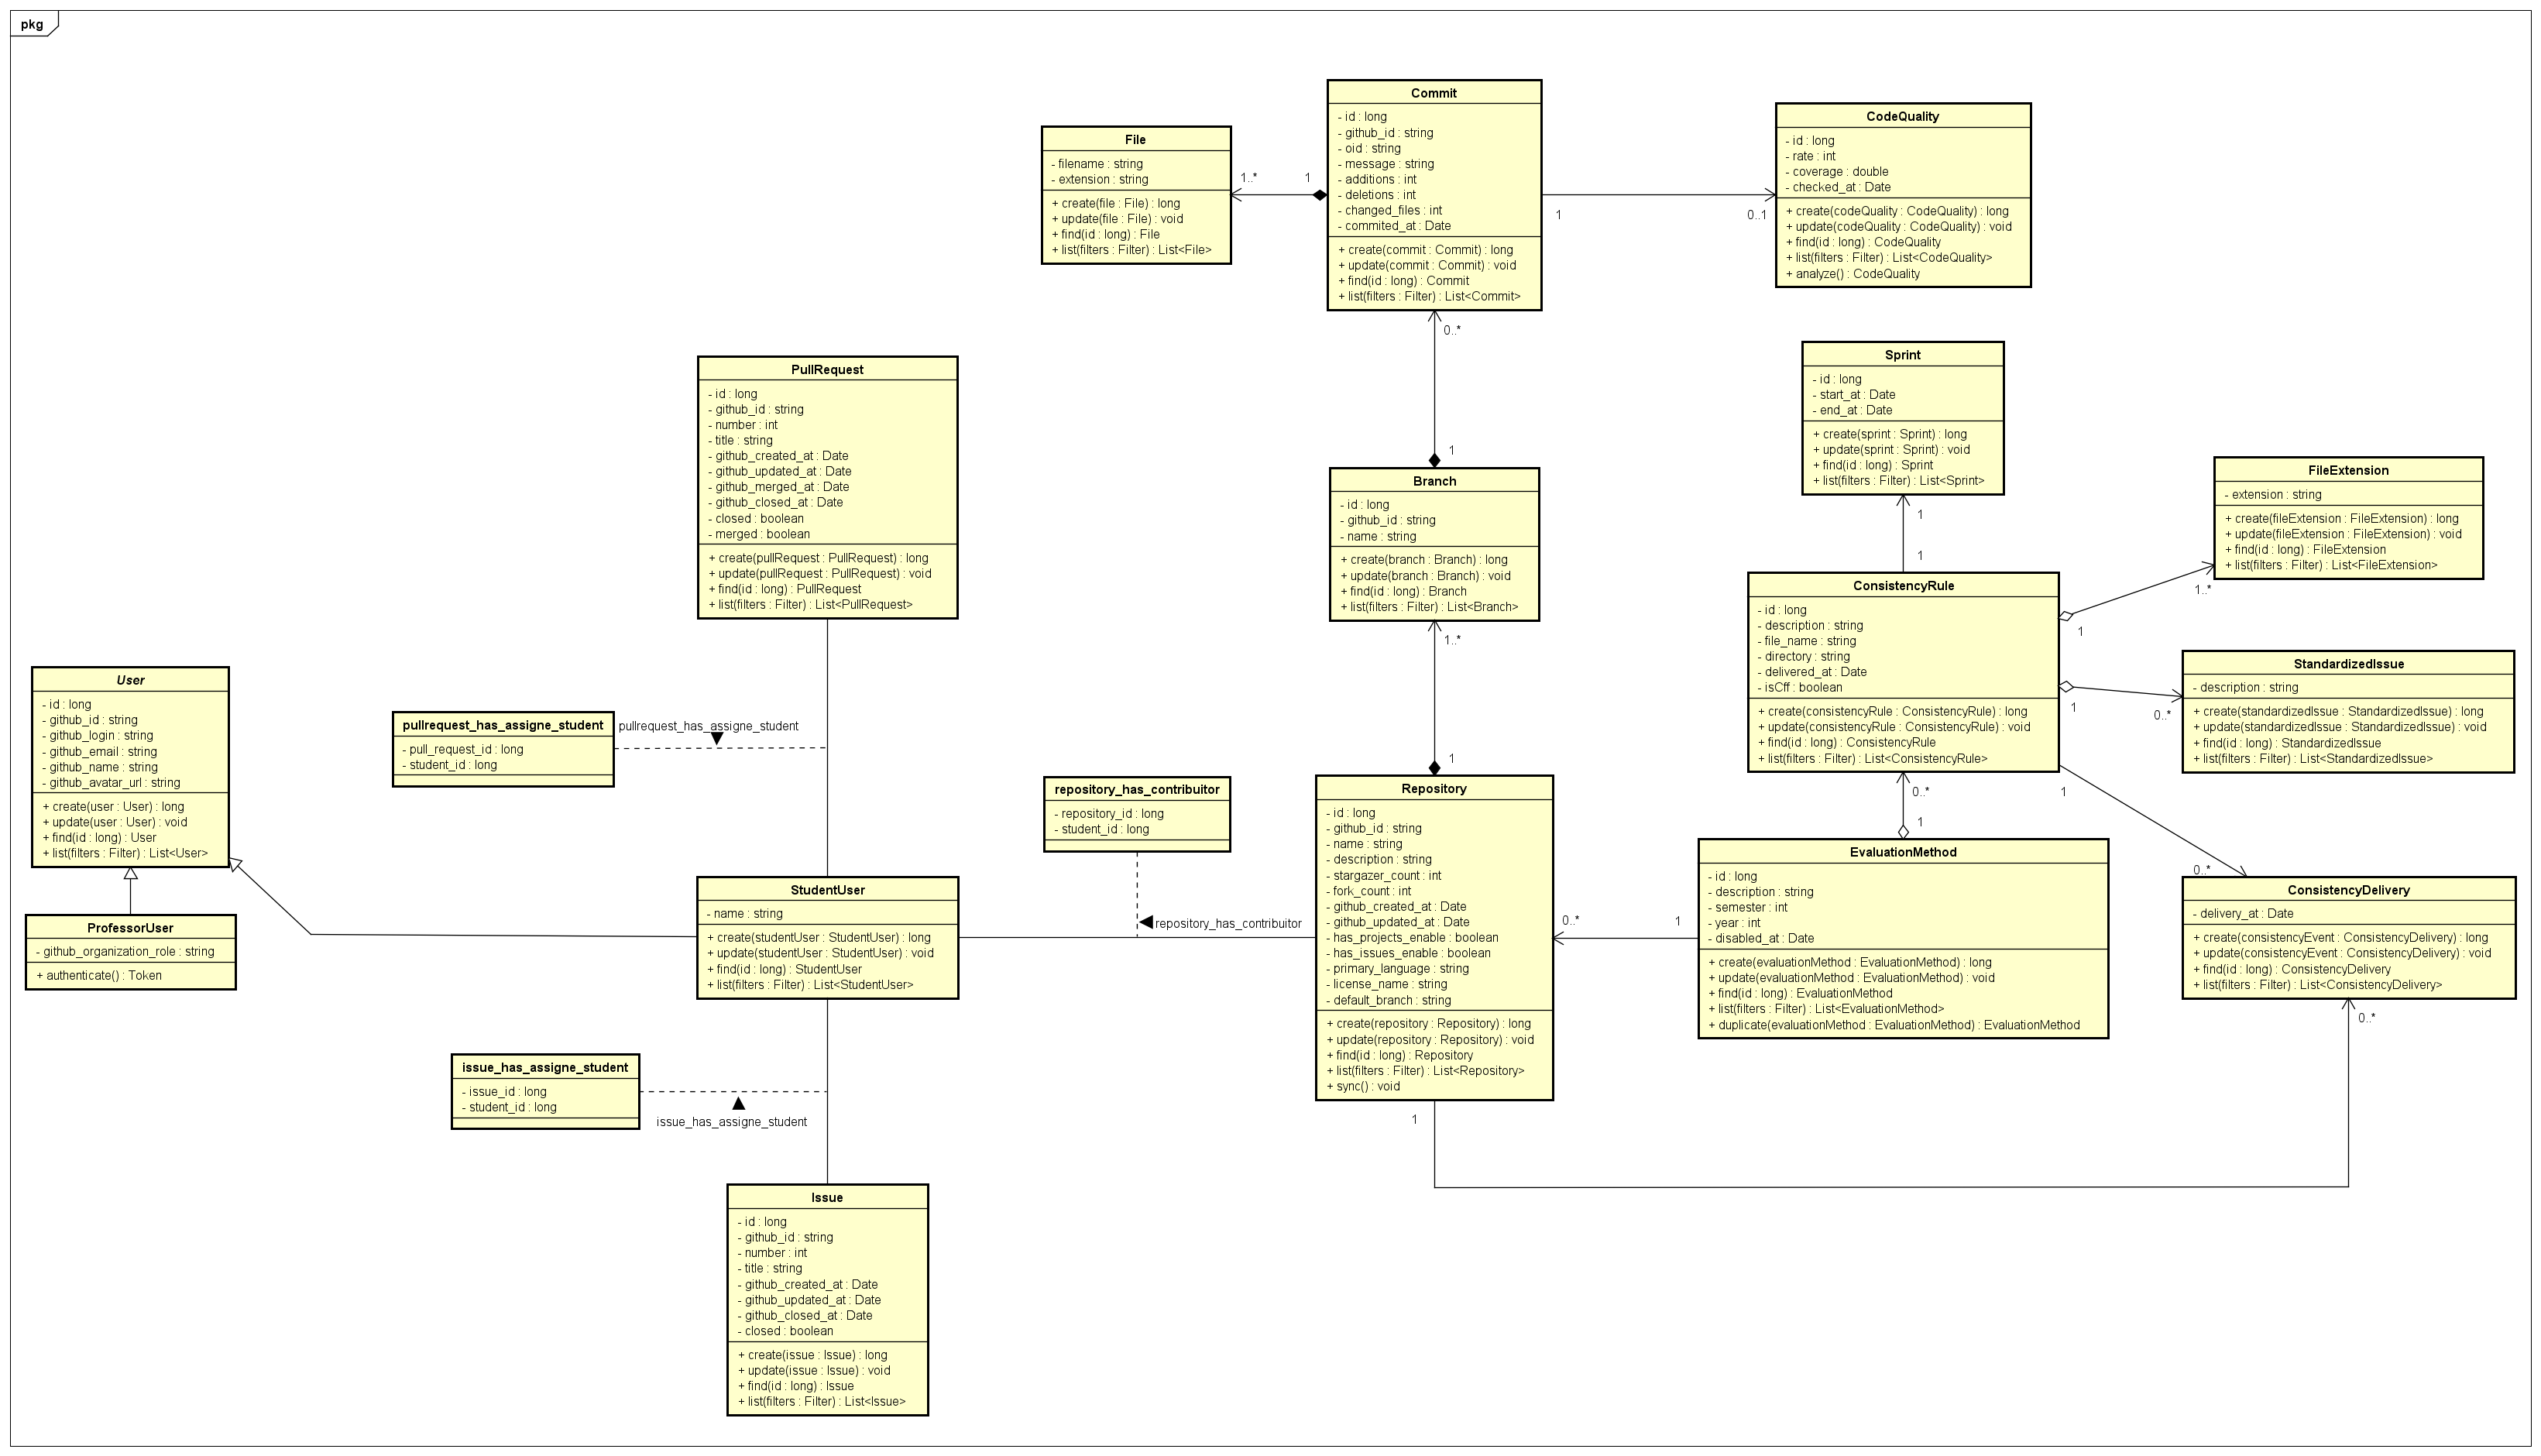 pkg
Commit
- id : long
- github_id : string
- oid : string
- message : string
- additions : int
- deletions : int
- changed_files : int
- commited_at : Date
+ create(commit : Commit) : long
+ update(commit : Commit) : void
+ find(id : long) : Commit
+ list(filters : Filter) : List<Commit>
File
- filename : string
- extension : string
+ create(file : File) : long
+ update(file : File) : void
+ find(id : long) : File
+ list(filters : Filter) : List<File>
1..*
1
CodeQuality
- id : long
- rate : int
- coverage : double
- checked_at : Date
+ create(codeQuality : CodeQuality) : long
+ update(codeQuality : CodeQuality) : void
+ find(id : long) : CodeQuality
+ list(filters : Filter) : List<CodeQuality>
+ analyze() : CodeQuality
1
0..1
0..*
1
PullRequest
- id : long
- github_id : string
- number : int
- title : string
- github_created_at : Date
- github_updated_at : Date
- github_merged_at : Date
- github_closed_at : Date
- closed : boolean
- merged : boolean
+ create(pullRequest : PullRequest) : long
+ update(pullRequest : PullRequest) : void
+ find(id : long) : PullRequest
+ list(filters : Filter) : List<PullRequest>
Branch
- id : long
- github_id : string
- name : string
+ create(branch : Branch) : long
+ update(branch : Branch) : void
+ find(id : long) : Branch
+ list(filters : Filter) : List<Branch>
1..*
1
Sprint
- id : long
- start_at : Date
- end_at : Date
+ create(sprint : Sprint) : long
+ update(sprint : Sprint) : void
+ find(id : long) : Sprint
+ list(filters : Filter) : List<Sprint>
1
1
FileExtension
- extension : string
+ create(fileExtension : FileExtension) : long
+ update(fileExtension : FileExtension) : void
+ find(id : long) : FileExtension
+ list(filters : Filter) : List<FileExtension>
1..*
1
ConsistencyRule
- id : long
- description : string
- file_name : string
- directory : string
- delivered_at : Date
- isCff : boolean
+ create(consistencyRule : ConsistencyRule) : long
+ update(consistencyRule : ConsistencyRule) : void
+ find(id : long) : ConsistencyRule
+ list(filters : Filter) : List<ConsistencyRule>
StandardizedIssue
- description : string
+ create(standardizedIssue : StandardizedIssue) : long
+ update(standardizedIssue : StandardizedIssue) : void
+ find(id : long) : StandardizedIssue
+ list(filters : Filter) : List<StandardizedIssue>
1
0..*
User
- id : long
- github_id : string
- github_login : string
- github_email : string
- github_name : string
- github_avatar_url : string
+ create(user : User) : long
+ update(user : User) : void
+ find(id : long) : User
+ list(filters : Filter) : List<User>
pullrequest_has_assigne_student
- pull_request_id : long
- student_id : long
pullrequest_has_assigne_student
repository_has_contribuitor
- repository_id : long
- student_id : long
repository_has_contribuitor
Repository
- id : long
- github_id : string
- name : string
- description : string
- stargazer_count : int
- fork_count : int
- github_created_at : Date
- github_updated_at : Date
- has_projects_enable : boolean
- has_issues_enable : boolean
- primary_language : string
- license_name : string
- default_branch : string
+ create(repository : Repository) : long
+ update(repository : Repository) : void
+ find(id : long) : Repository
+ list(filters : Filter) : List<Repository>
+ sync() : void
0..*
1
0..*
1
EvaluationMethod
- id : long
- description : string
- semester : int
- year : int
- disabled_at : Date
+ create(evaluationMethod : EvaluationMethod) : long
+ update(evaluationMethod : EvaluationMethod) : void
+ find(id : long) : EvaluationMethod
+ list(filters : Filter) : List<EvaluationMethod>
+ duplicate(evaluationMethod : EvaluationMethod) : EvaluationMethod
1
0..*
ConsistencyDelivery
- delivery_at : Date
+ create(consistencyEvent : ConsistencyDelivery) : long
+ update(consistencyEvent : ConsistencyDelivery) : void
+ find(id : long) : ConsistencyDelivery
+ list(filters : Filter) : List<ConsistencyDelivery>
0..*
1
ProfessorUser
- github_organization_role : string
+ authenticate() : Token
StudentUser
- name : string
+ create(studentUser : StudentUser) : long
+ update(studentUser : StudentUser) : void
+ find(id : long) : StudentUser
+ list(filters : Filter) : List<StudentUser>
issue_has_assigne_student
- issue_id : long
- student_id : long
issue_has_assigne_student
Issue
- id : long
- github_id : string
- number : int
- title : string
- github_created_at : Date
- github_updated_at : Date
- github_closed_at : Date
- closed : boolean
+ create(issue : Issue) : long
+ update(issue : Issue) : void
+ find(id : long) : Issue
+ list(filters : Filter) : List<Issue>